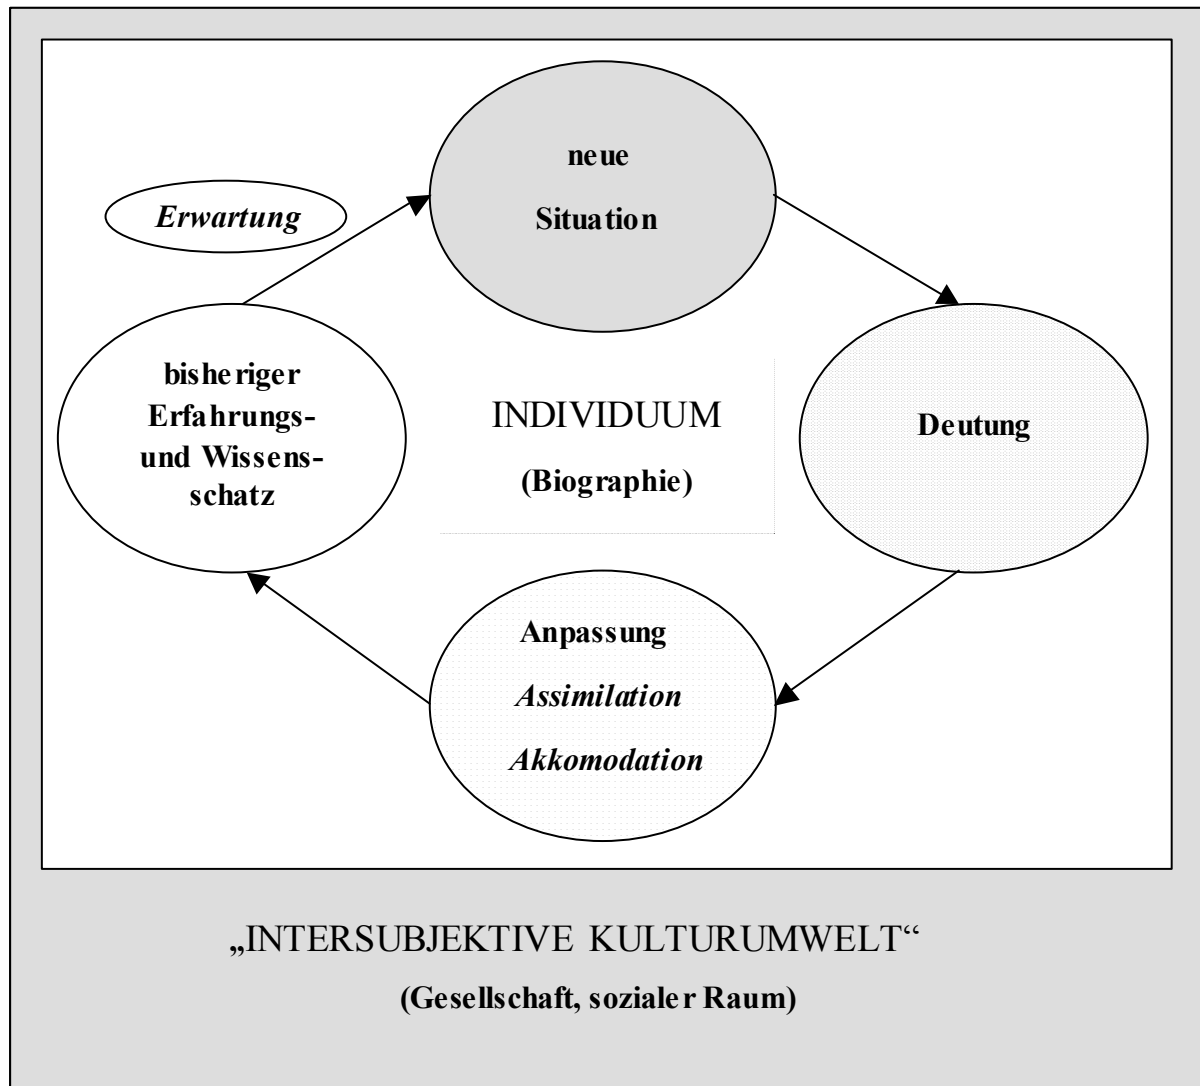 neue
Situation
Erwartung
bisheriger
Erfahrungs-
und Wissens-
schatz
INDIVIDUUM
(Biographie)
Deutung
Anpassung
Assimilation
Akkomodation
„INTERSUBJEKTIVE KULTURUMWELT“
(Gesellschaft, sozialer Raum)